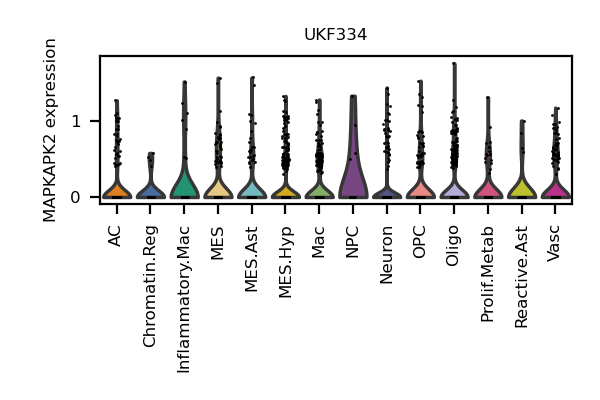 UKF334
MAPKAPK2 expression
1
0
AC
Chromatin.Reg
Inflammatory.Mac
MES
MES.Ast
MES.Hyp
Mac
NPC
Neuron
OPC
Oligo
Prolif.Metab
Reactive.Ast
Vasc